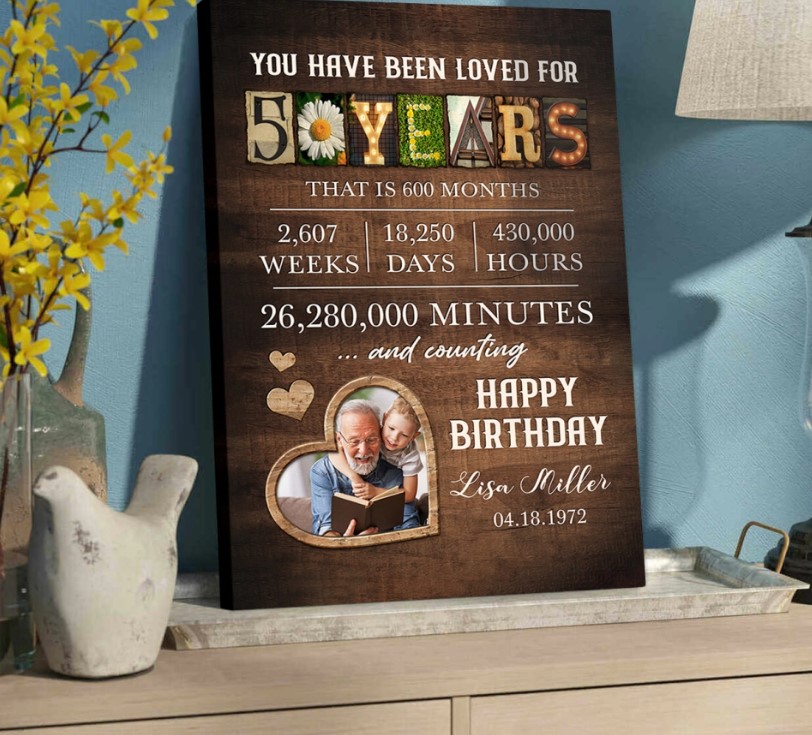 YOU HAVE BEEN LOVED FOR
50 YEARS
THAT IS 600 MONTHS
2,607 WEEKS
18,250 DAYS
430,000 HOURS
26,280,000 MINUTES
... and counting
HAPPY
BIRTHDAY
Lisa Miller
04.18.1972